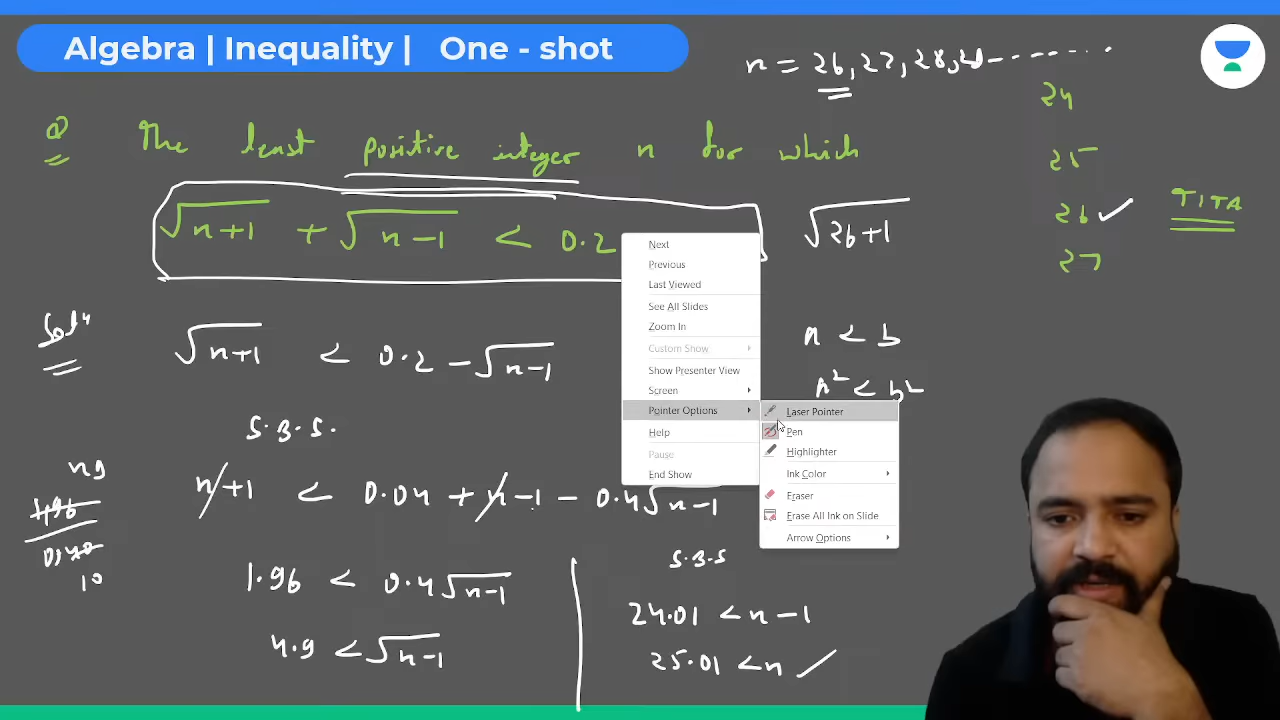 Algebra | Inequality | One - shot
n = 26, 27, 28, 29 - - - - - - -
Q The least positive integer n for which
√n+1 + √n-1 < 0.2
√26+1
24
25
26 ✓
27
TITA
Solⁿ √n+1 < 0.2 - √n-1
a < b
a² < b²
S.B.S.
n+1 < 0.04 + n-1 - 0.4√n-1
1.96 < 0.4√n-1
4.9 < √n-1
S.B.S
24.01 < n-1
25.01 < n
Next
Previous
Last Viewed
See All Slides
Zoom In
Custom Show
Show Presenter View
Screen
Pointer Options
Help
Pause
End Show
Laser Pointer
Pen
Highlighter
Ink Color
Eraser
Erase All Ink on Slide
Arrow Options